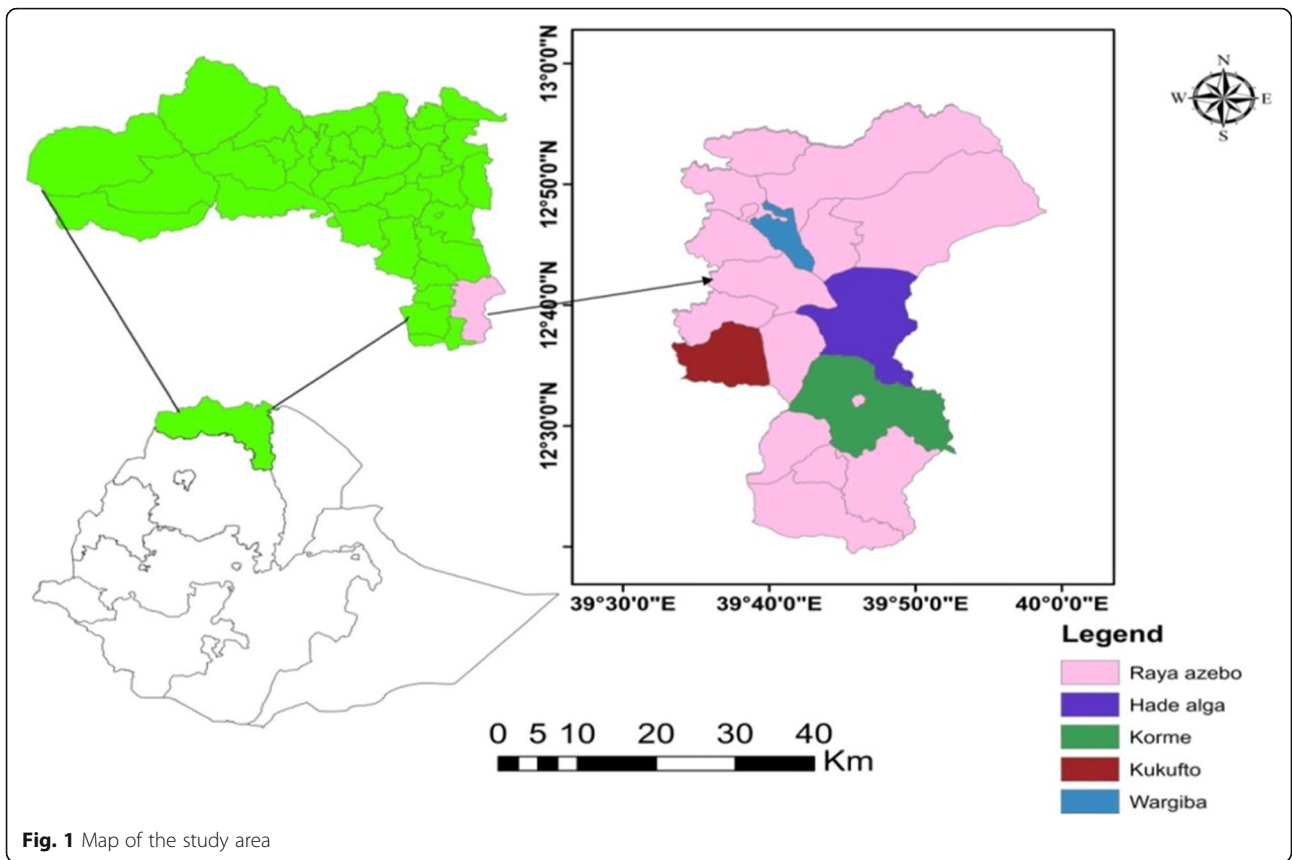 13°0'0"N
12°50'0"N
12°40'0"N
12°30'0"N
39°30'0"E 39°40'0"E 39°50'0"E 40°0'0"E
N
W E
S
Legend
Raya azebo
Hade alga
Korme
Kukufto
Wargiba
0 5 10 20 30 40
Km
Fig. 1 Map of the study area